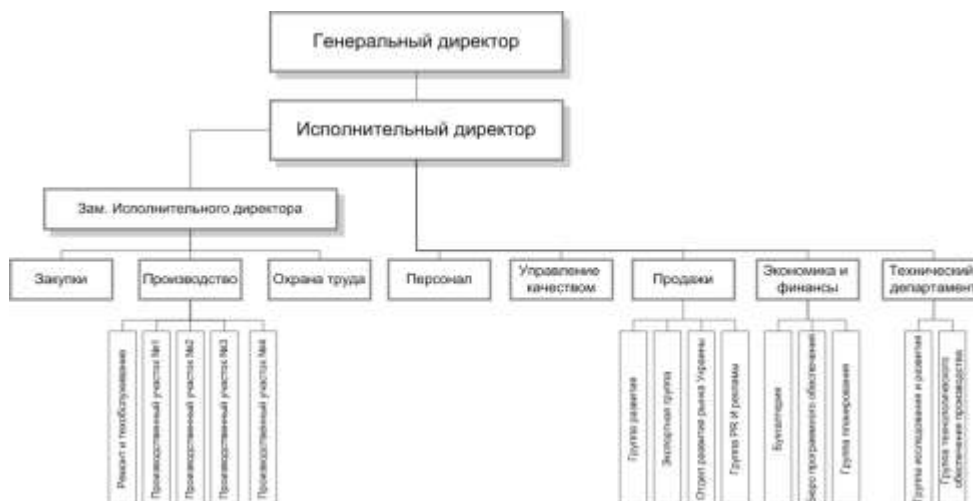 Генеральный директор
Исполнительный директор
Зам. Исполнительного директора
Закупки
Производство
Охрана труда
Персонал
Управление
качеством
Продажи
Экономика и
финансы
Технический
департамент
Ремонт и техобслуживание
Производственный участок №1
Производственный участок №2
Производственный участок №3
Производственный участок №4
Группа развития
Экспортная группа
Отдел развития рынка Украины
Группа PR И рекламы
Бухгалтерия
Бюро программного обеспечения
Группа планирования
Группа исследования и развития
Группа технологического
обеспечения производства